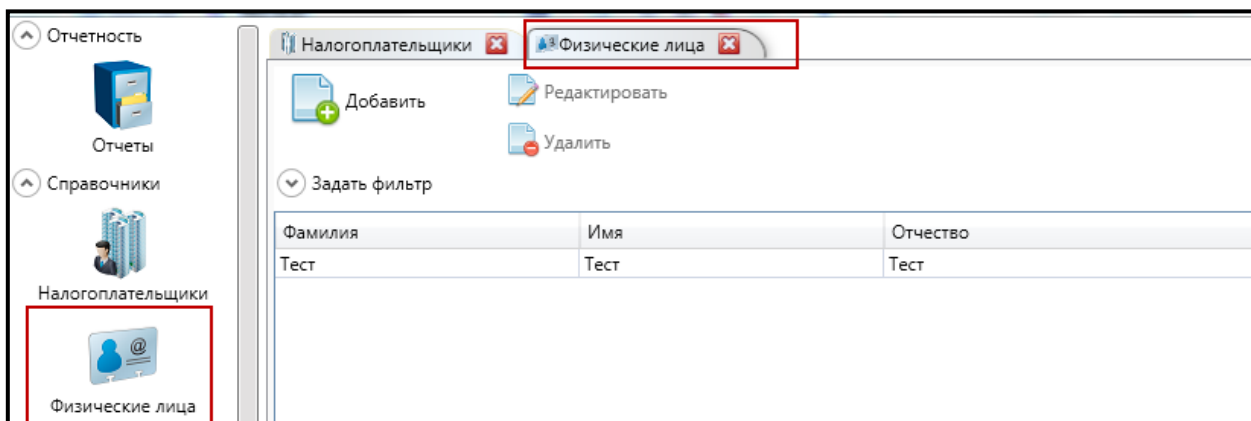 Отчетность
Отчеты
Справочники
Налогоплательщики
@
Физические лица
Налогоплательщики Физические лица
Добавить Редактировать
Удалить
Задать фильтр
Фамилия Имя Отчество
Тест Тест Тест